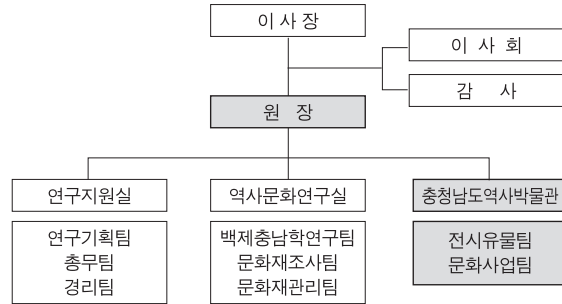 이사장
이 사 회
감 사
원 장
연구지원실
역사문화연구실
충청남도역사박물관
연구기획팀
총무팀
경리팀
백제충남학연구팀
문화재조사팀
문화재관리팀
전시유물팀
문화사업팀